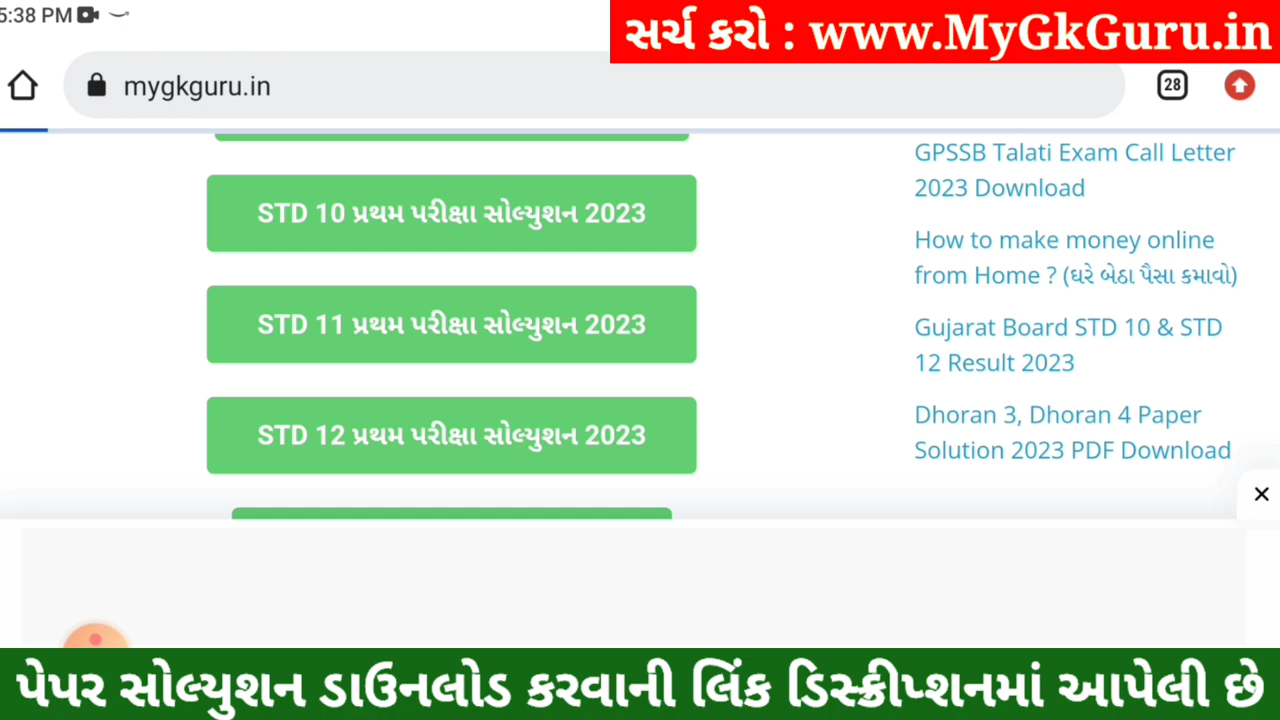 5:38 PM
સર્ચ કરો : www.MyGkGuru.in
mygkguru.in
28
STD 10 પ્રથમ પરીક્ષા સોલ્યુશન 2023
STD 11 પ્રથમ પરીક્ષા સોલ્યુશન 2023
STD 12 પ્રથમ પરીક્ષા સોલ્યુશન 2023
GPSSB Talati Exam Call Letter
2023 Download
How to make money online
from Home ? (ઘરે બેઠા પૈસા કમાવો)
Gujarat Board STD 10 & STD
12 Result 2023
Dhoran 3, Dhoran 4 Paper
Solution 2023 PDF Download
પેપર સોલ્યુશન ડાઉનલોડ કરવાની લિંક ડિસ્ક્રીપ્શનમાં આપેલી છે